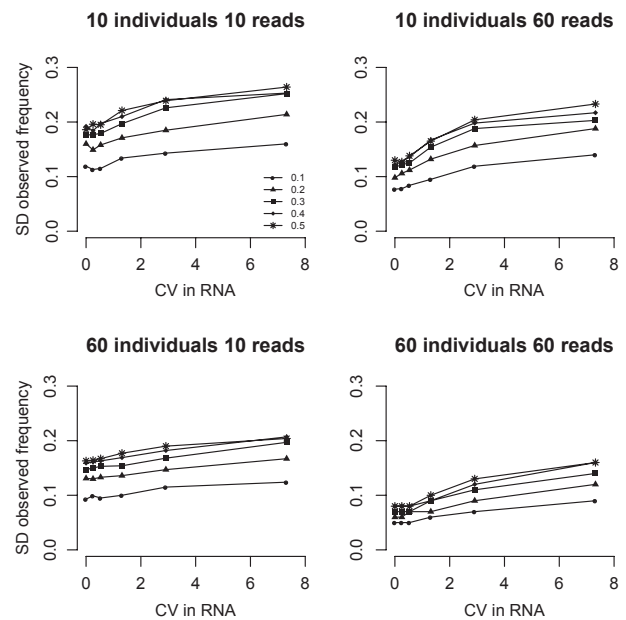 10 individuals 10 reads
SD observed frequency
0.0 0.1 0.2 0.3
0.1
0.2
0.3
0.4
0.5
0 2 4 6 8
CV in RNA
10 individuals 60 reads
0.0 0.1 0.2 0.3
0 2 4 6 8
CV in RNA
60 individuals 10 reads
SD observed frequency
0.0 0.1 0.2 0.3
0 2 4 6 8
CV in RNA
60 individuals 60 reads
0.0 0.1 0.2 0.3
0 2 4 6 8
CV in RNA